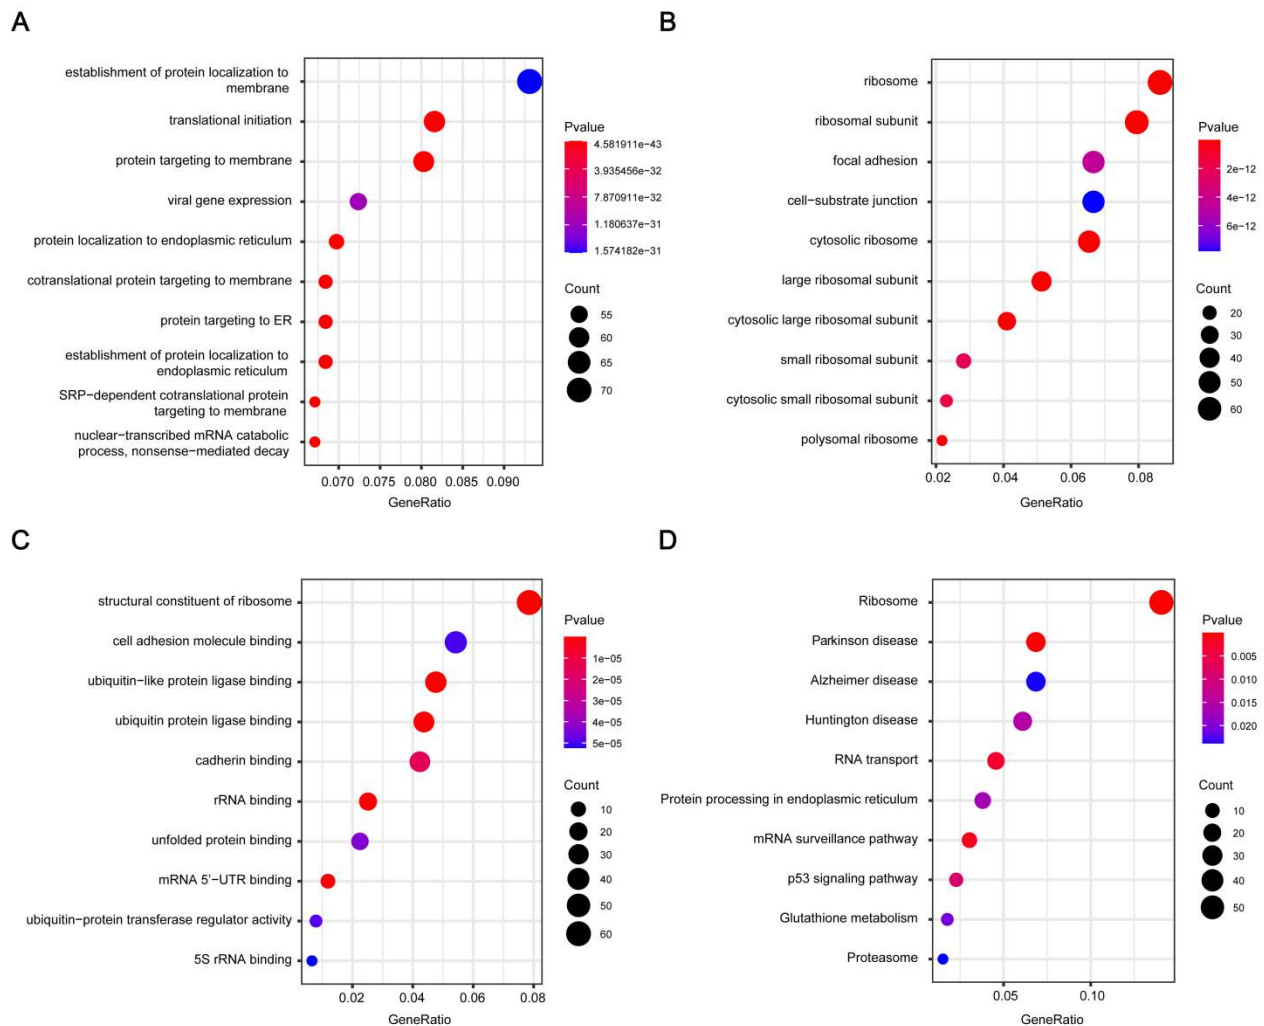 A
establishment of protein localization to
membrane
translational initiation
protein targeting to membrane
viral gene expression
protein localization to endoplasmic reticulum
cotranslational protein targeting to membrane
protein targeting to ER
establishment of protein localization to
endoplasmic reticulum
SRP−dependent cotranslational protein
targeting to membrane
nuclear−transcribed mRNA catabolic
process, nonsense−mediated decay
0.070 0.075 0.080 0.085 0.090
GeneRatio
Pvalue
4.581911e−43
3.935456e−32
7.870911e−32
1.180637e−31
1.574182e−31
Count
55
60
65
70
B
ribosome
ribosomal subunit
focal adhesion
cell−substrate junction
cytosolic ribosome
large ribosomal subunit
cytosolic large ribosomal subunit
small ribosomal subunit
cytosolic small ribosomal subunit
polysomal ribosome
0.02 0.04 0.06 0.08
GeneRatio
Pvalue
2e−12
4e−12
6e−12
Count
20
30
40
50
60
C
structural constituent of ribosome
cell adhesion molecule binding
ubiquitin−like protein ligase binding
ubiquitin protein ligase binding
cadherin binding
rRNA binding
unfolded protein binding
mRNA 5'−UTR binding
ubiquitin−protein transferase regulator activity
5S rRNA binding
0.02 0.04 0.06 0.08
GeneRatio
Pvalue
1e−05
2e−05
3e−05
4e−05
5e−05
Count
10
20
30
40
50
60
D
Ribosome
Parkinson disease
Alzheimer disease
Huntington disease
RNA transport
Protein processing in endoplasmic reticulum
mRNA surveillance pathway
p53 signaling pathway
Glutathione metabolism
Proteasome
0.05 0.10
GeneRatio
Pvalue
0.005
0.010
0.015
0.020
Count
10
20
30
40
50